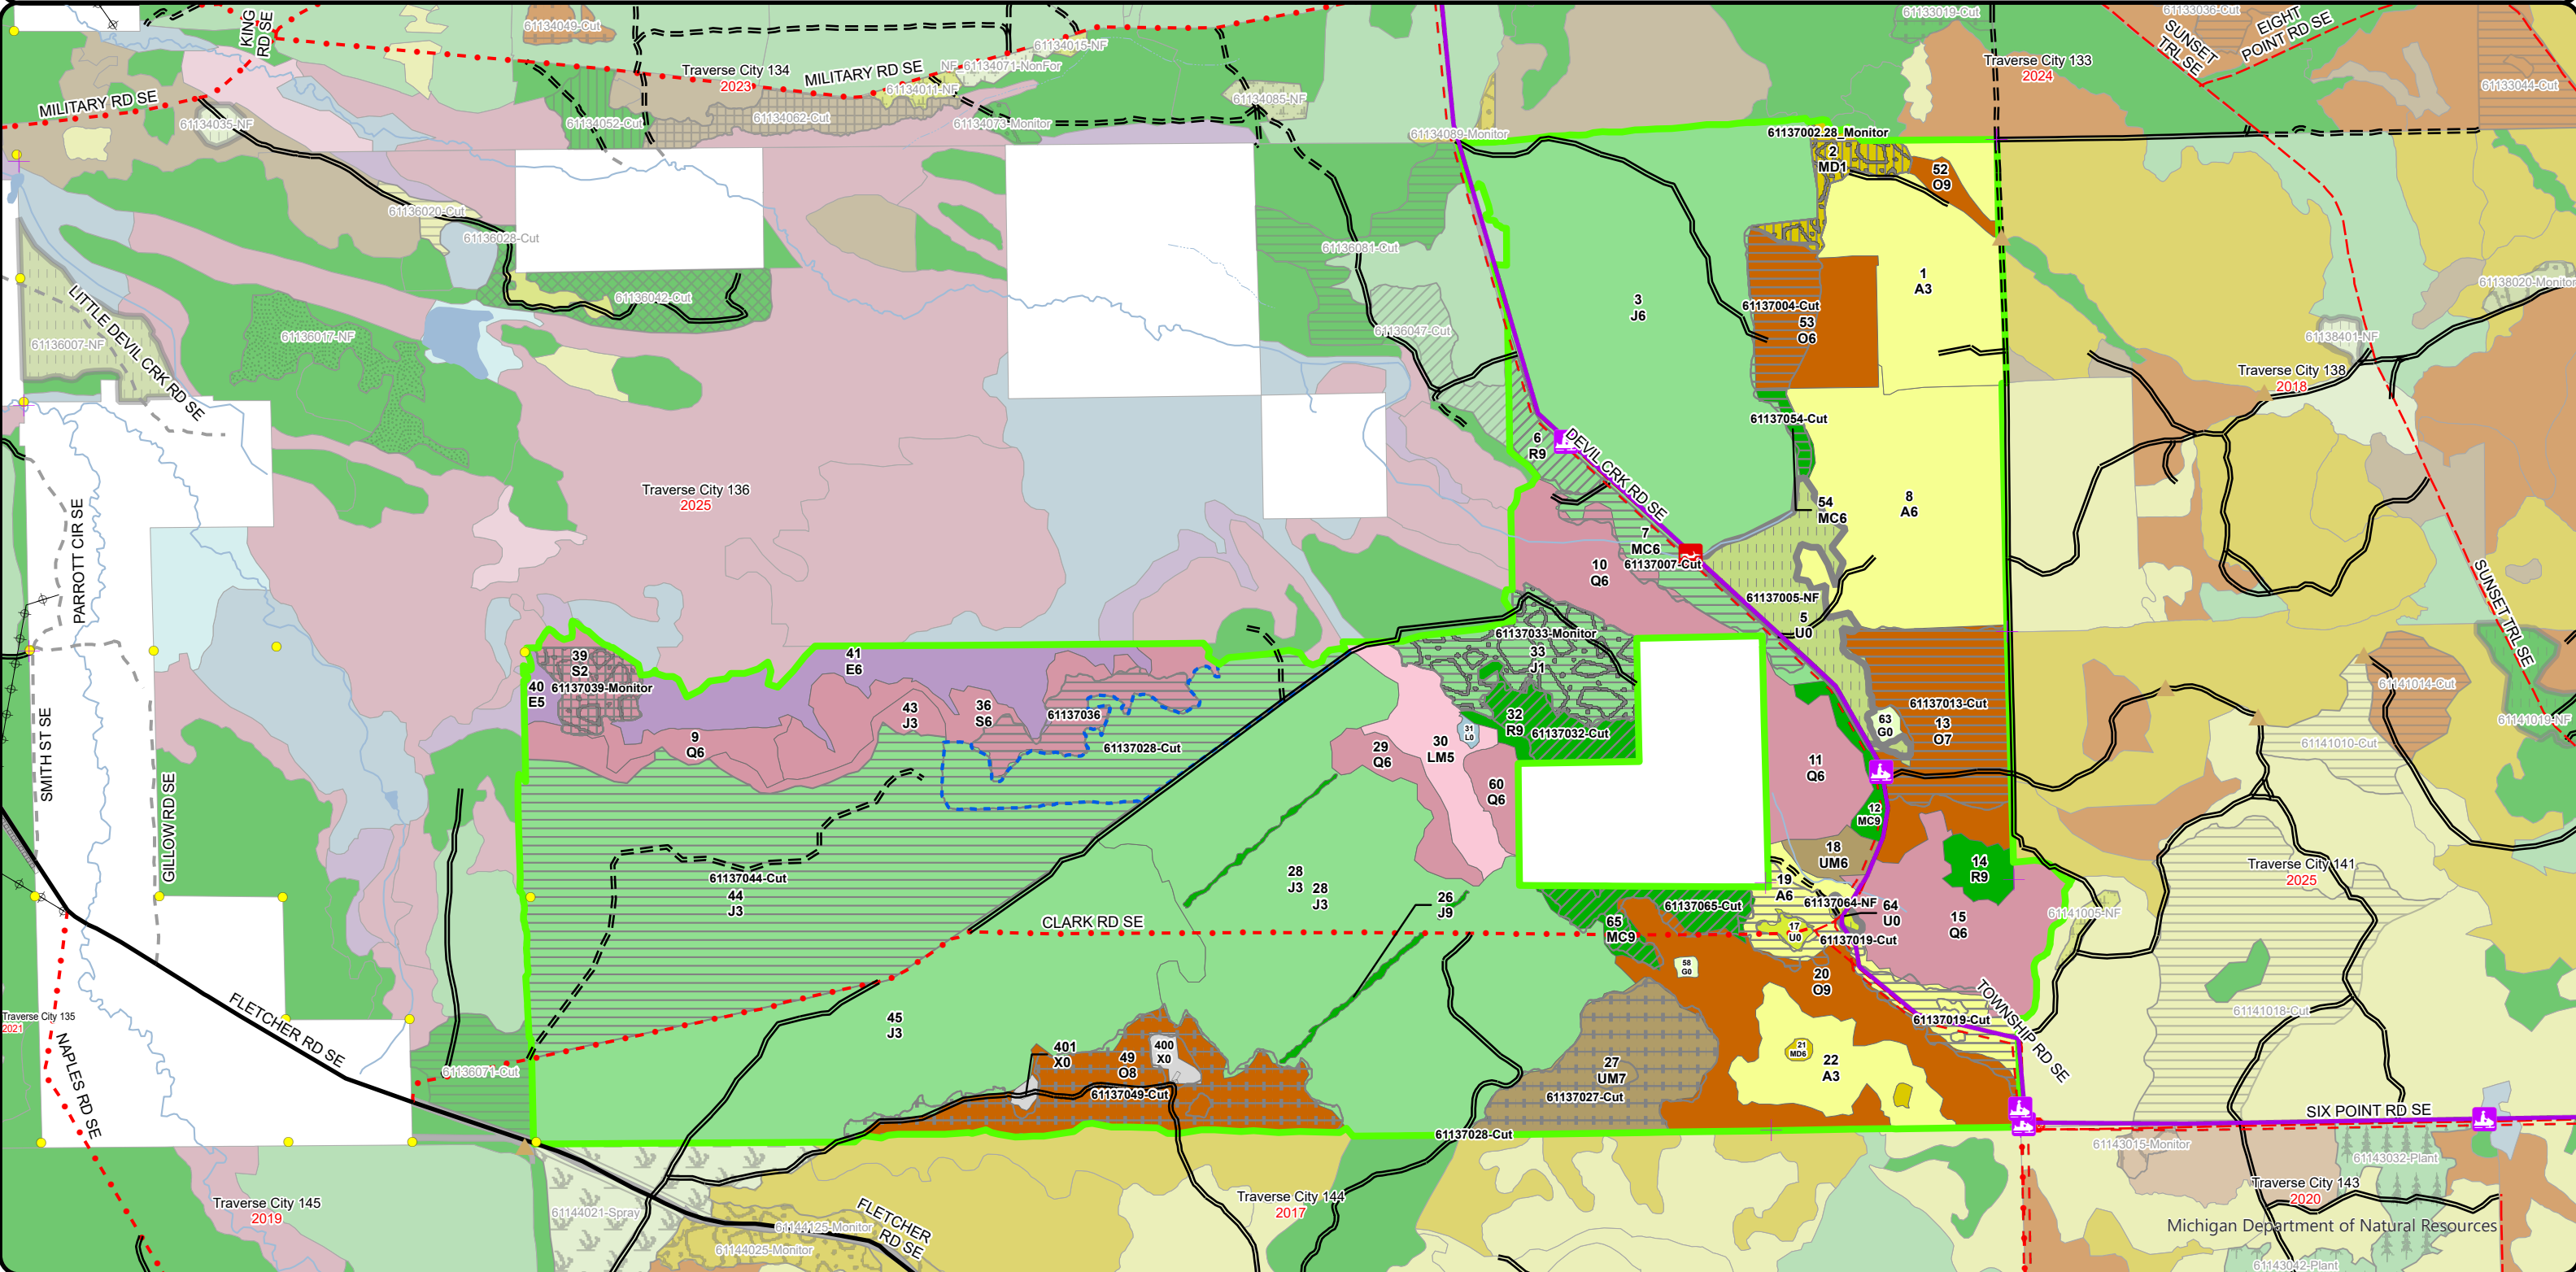 KING
RD SE
61134049-Cut
61134015-NF
61133019-Cut
61133036-Cut
SUNSET
TRL SE
EIGHT
POINT RD SE
Traverse City 134
2023
MILITARY RD SE
NF_61134071-NonFor
61134011-NF
Traverse City 133
2024
61133044-Cut
MILITARY RD SE
61134035-NF
61134052-Cut
61134062-Cut
61134073-Monitor
61134085-NF
61134089-Monitor
61137002.28_Monitor
2
MD1
52
O9
61136020-Cut
61136028-Cut
61136081-Cut
61136042-Cut
1
A3
61138020-Monitor
3
J6
61137004-Cut
53
O6
LITTLE DEVIL CRK RD SE
61136007-NF
61136017-NF
61136047-Cut
61138401-NF
Traverse City 138
2018
61137054-Cut
6
R9
DEVIL CRK RD SE
Traverse City 136
2025
8
A6
54
MC6
PARROTT CIR SE
7
MC6
61137007-Cut
10
Q6
61137005-NF
5
U0
SUNSET TRL SE
61137033-Monitor
33
J1
39
S2
61137039-Monitor
40
E5
41
E6
43
J3
36
S6
61137036
9
Q6
61137028-Cut
32
R9
61137032-Cut
31
L0
30
LM5
29
Q6
60
Q6
63
G0
61137013-Cut
13
O7
61141014-Cut
61141019-NF
61141010-Cut
11
Q6
12
MC9
SMITH ST SE
GILLOW RD SE
18
UM6
14
R9
Traverse City 141
2025
61137044-Cut
44
J3
28
J3
28
J3
26
J9
19
A6
61137064-NF
64
U0
61137065-Cut
65
MC9
17
U0
61137019-Cut
15
Q6
61141005-NF
CLARK RD SE
58
G0
20
O9
TOWNSHIP RD SE
61141018-Cut
FLETCHER RD SE
Traverse City 135
2021
NAPLES RD SE
45
J3
61137019-Cut
401
X0
49
O8
400
X0
61137049-Cut
27
UM7
61137027-Cut
21
MD6
22
A3
61136071-Cut
61137028-Cut
SIX POINT RD SE
61143015-Monitor
61143032-Plant
Traverse City 145
2019
61144021-Spray
61144125-Monitor
61144025-Monitor
FLETCHER
RD SE
Traverse City 144
2017
Traverse City 143
2020
Michigan Department of Natural Resources
61143042-Plant